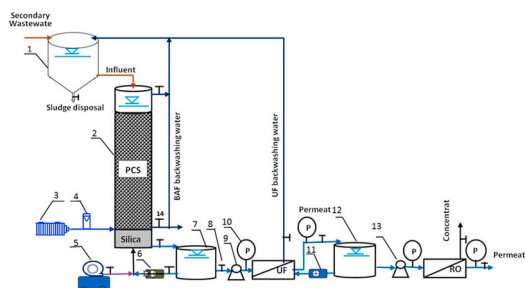 Secondary
Wastewate
1
Influent
Sludge disposal
2
PCS
BAF backwashing water
UF backwashing water
3
4
14
Silica
5
6
7
8
9
10
P
UF
Permeat
P
11
12
13
P
RO
Concentrat
P
Permeat